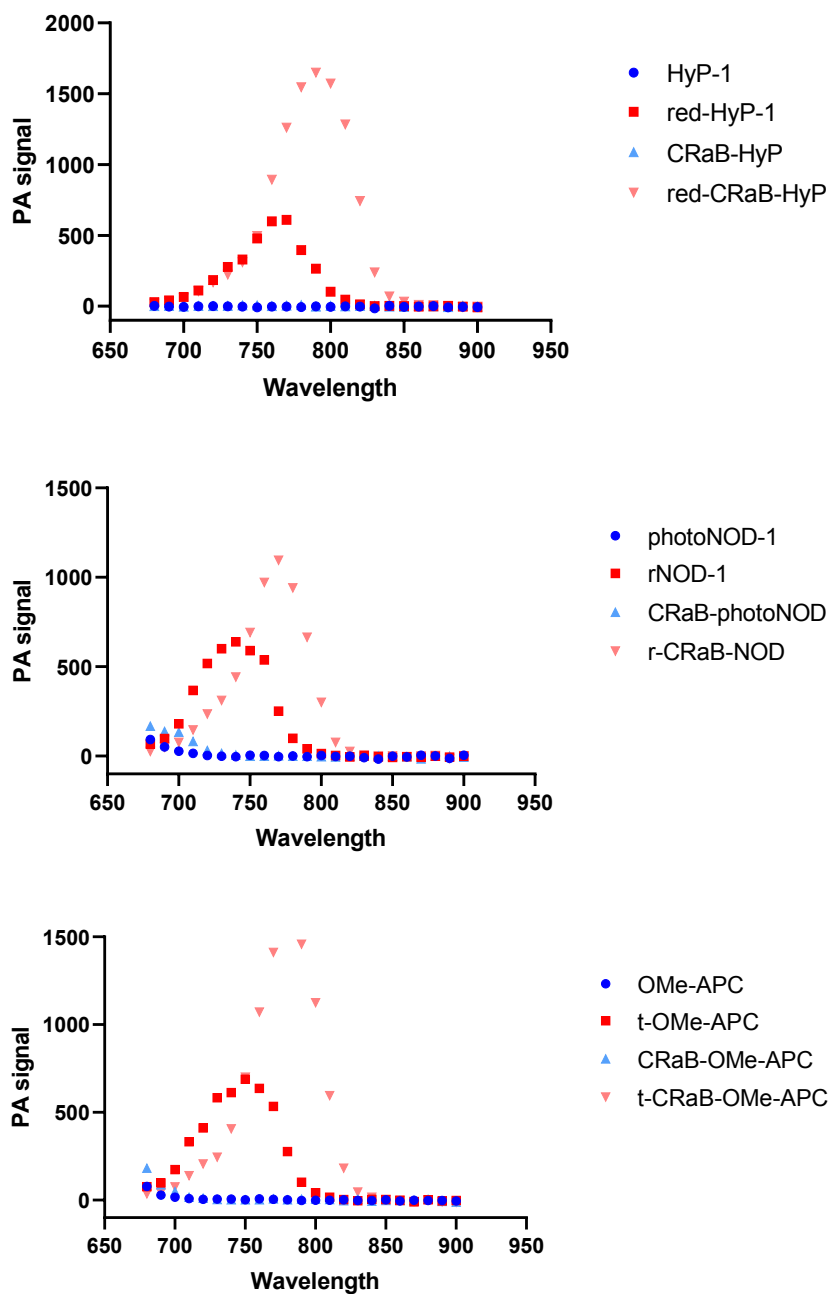 2000
1500
1000
500
0
PA signal
650 700 750 800 850 900 950
Wavelength
HyP-1
red-HyP-1
CRaB-HyP
red-CRaB-HyP
1500
1000
500
0
PA signal
650 700 750 800 850 900 950
Wavelength
photoNOD-1
rNOD-1
CRaB-photoNOD
r-CRaB-NOD
1500
1000
500
0
PA signal
650 700 750 800 850 900 950
Wavelength
OMe-APC
t-OMe-APC
CRaB-OMe-APC
t-CRaB-OMe-APC